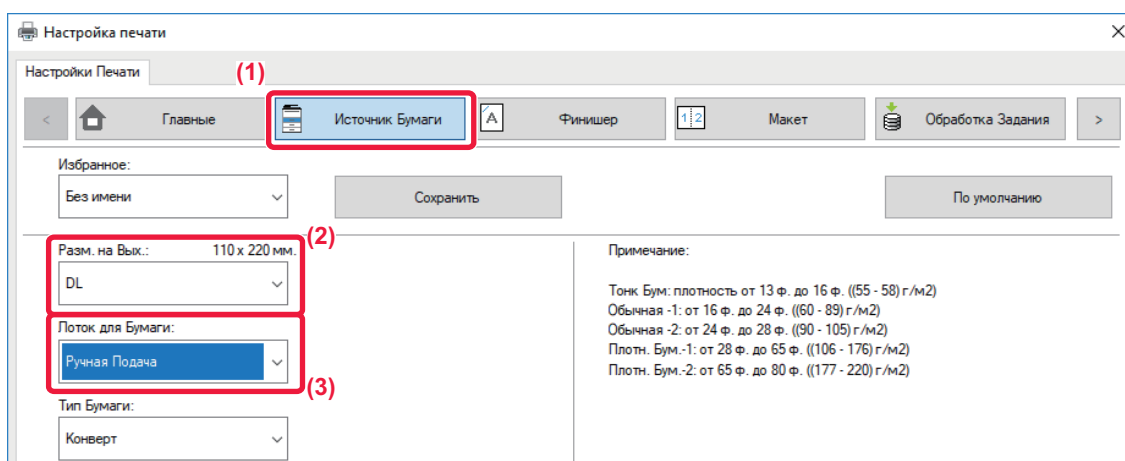 Настройка печати
Настройки Печати
(1)
<
Главные
Источник Бумаги
A
Финишер
1 2
Макет
Обработка Задания
>
Избранное:
Без имени
Сохранить
По умолчанию
(2)
Разм. на Вых.: 110 x 220 мм.
DL
Лоток для Бумаги:
Ручная Подача
(3)
Тип Бумаги:
Конверт
Примечание:
Тонк Бум: плотность от 13 ф. до 16 ф. ((55 - 58) г/м2)
Обычная -1: от 16 ф. до 24 ф. ((60 - 89) г/м2)
Обычная -2: от 24 ф. до 28 ф. ((90 - 105) г/м2)
Плотн. Бум.-1: от 28 ф. до 65 ф. ((106 - 176) г/м2)
Плотн. Бум.-2: от 65 ф. до 80 ф. ((177 - 220) г/м2)